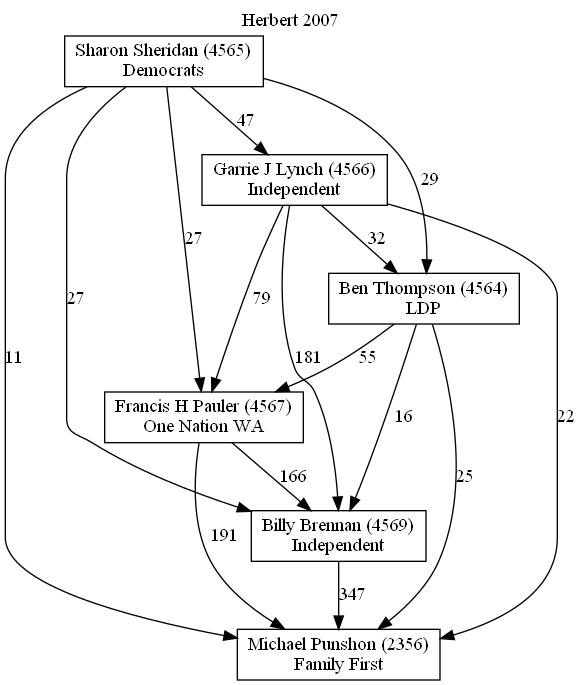 Herbert 2007
Sharon Sheridan (4565)
Democrats
47
Garrie J Lynch (4566)
Independent
29
27
32
27
79
Ben Thompson (4564)
LDP
11
181
55
22
Francis H Pauler (4567)
One Nation WA
16
166
25
191
Billy Brennan (4569)
Independent
347
Michael Punshon (2356)
Family First